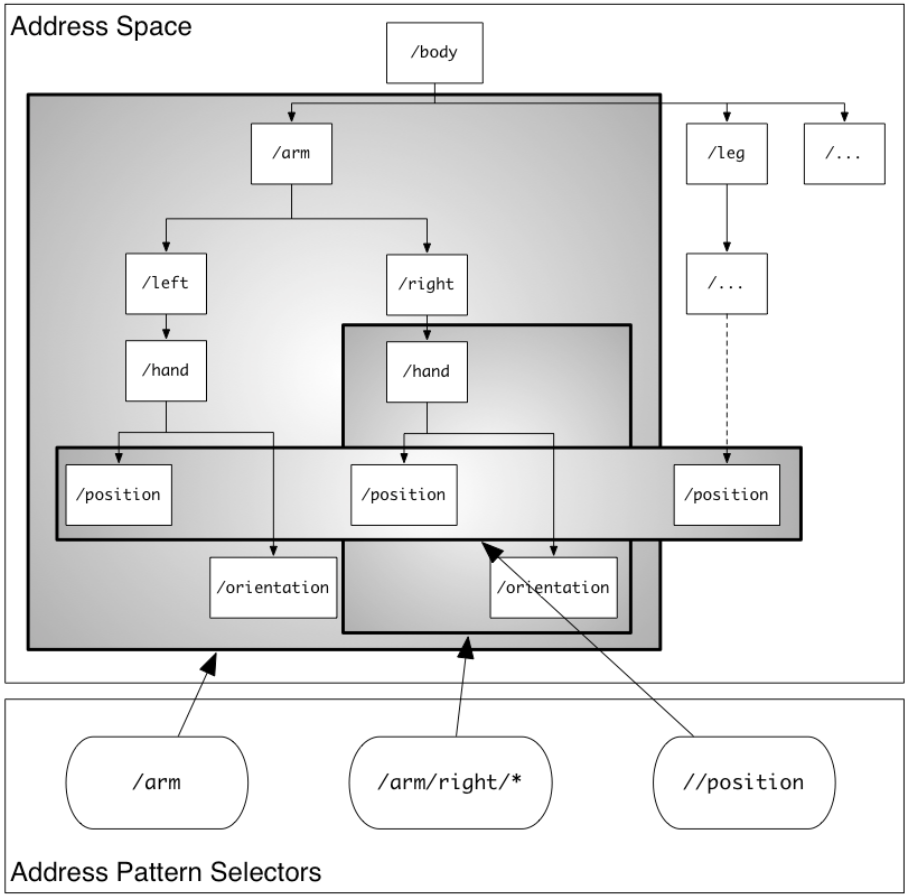 Address Space
/body
/arm
/leg
/...
/left
/right
/...
/hand
/hand
/position
/position
/position
/orientation
/orientation
/arm
/arm/right/*
//position
Address Pattern Selectors